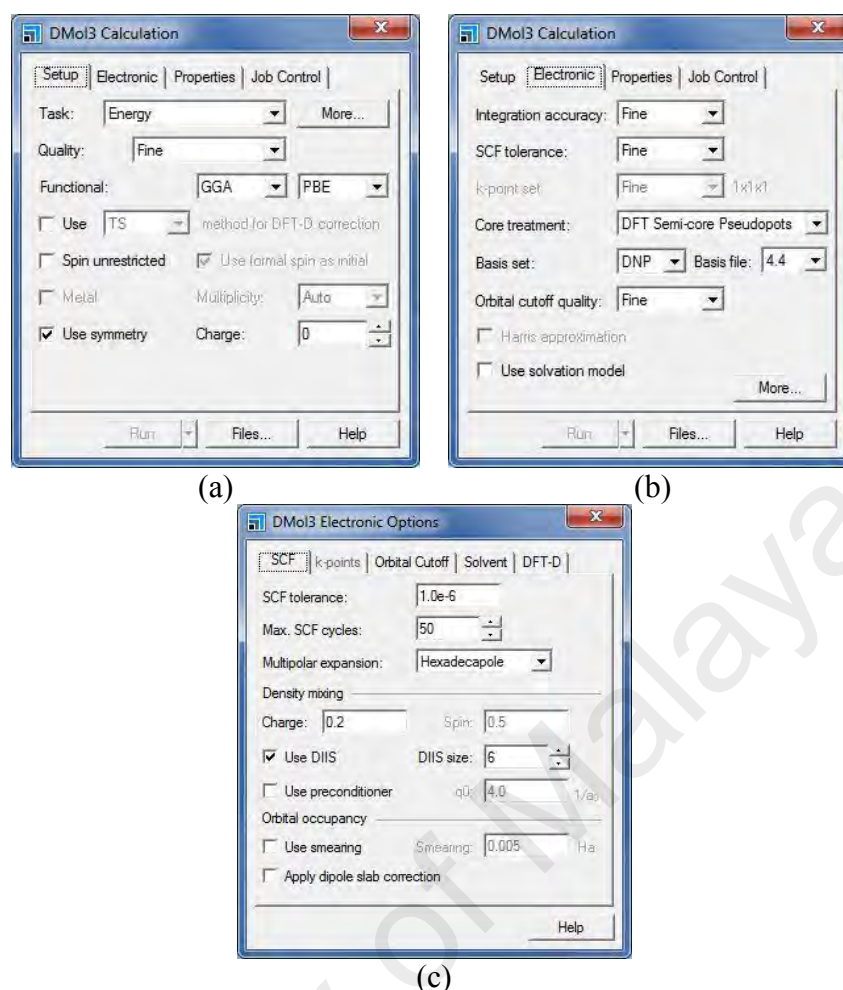 DMol3 Calculation
Setup Electronic Properties Job Control
Task: Energy More...
Quality: Fine
Functional: GGA PBE
Use TS method for DFT-D correction
Spin unrestricted Use formal spin as initial
Metal Multiplicity: Auto
Use symmetry Charge: 0
Run Files... Help
(a)
DMol3 Calculation
Setup Electronic Properties Job Control
Integration accuracy: Fine
SCF tolerance: Fine
k-point set: Fine 1x1x1
Core treatment: DFT Semi-core Pseudopots
Basis set: DNP Basis file: 4.4
Orbital cutoff quality: Fine
Harris approximation
Use solvation model
More...
Run Files... Help
(b)
DMol3 Electronic Options
SCF k-points Orbital Cutoff Solvent DFT-D
SCF tolerance: 1.0e-6
Max. SCF cycles: 50
Multipolar expansion: Hexadecapole
Density mixing
Charge: 0.2 Spin: 0.5
Use DIIS DIIS size: 6
Use preconditioner 4.0
Orbital occupancy
Use smearing Smearing: 0.005 Ha
Apply dipole slab correction
Help
(c)
of Malaya